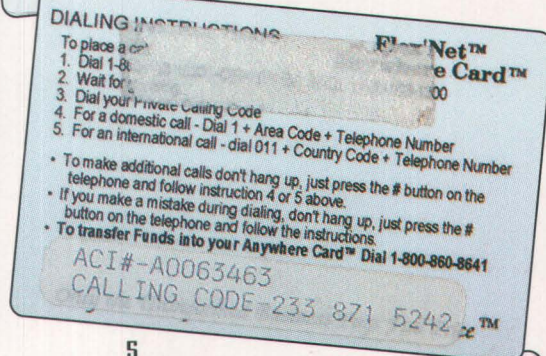 DIALING INSTRUCTIONS
Flex'Net™
To place a
e Card™
1. Dial 1-8
00
2. Wait for
3. Dial your Private Calling Code
4. For a domestic call - Dial 1 + Area Code + Telephone Number
5. For an international call - dial 011 + Country Code + Telephone Number
• To make additional calls don't hang up, just press the # button on the
telephone and follow instruction 4 or 5 above.
• If you make a mistake during dialing, don't hang up, just press the #
button on the telephone and follow the instructions.
• To transfer Funds into your Anywhere Card™ Dial 1-800-860-8641
ACI#-A0063463
CALLING CODE-233 871 5242
™
5